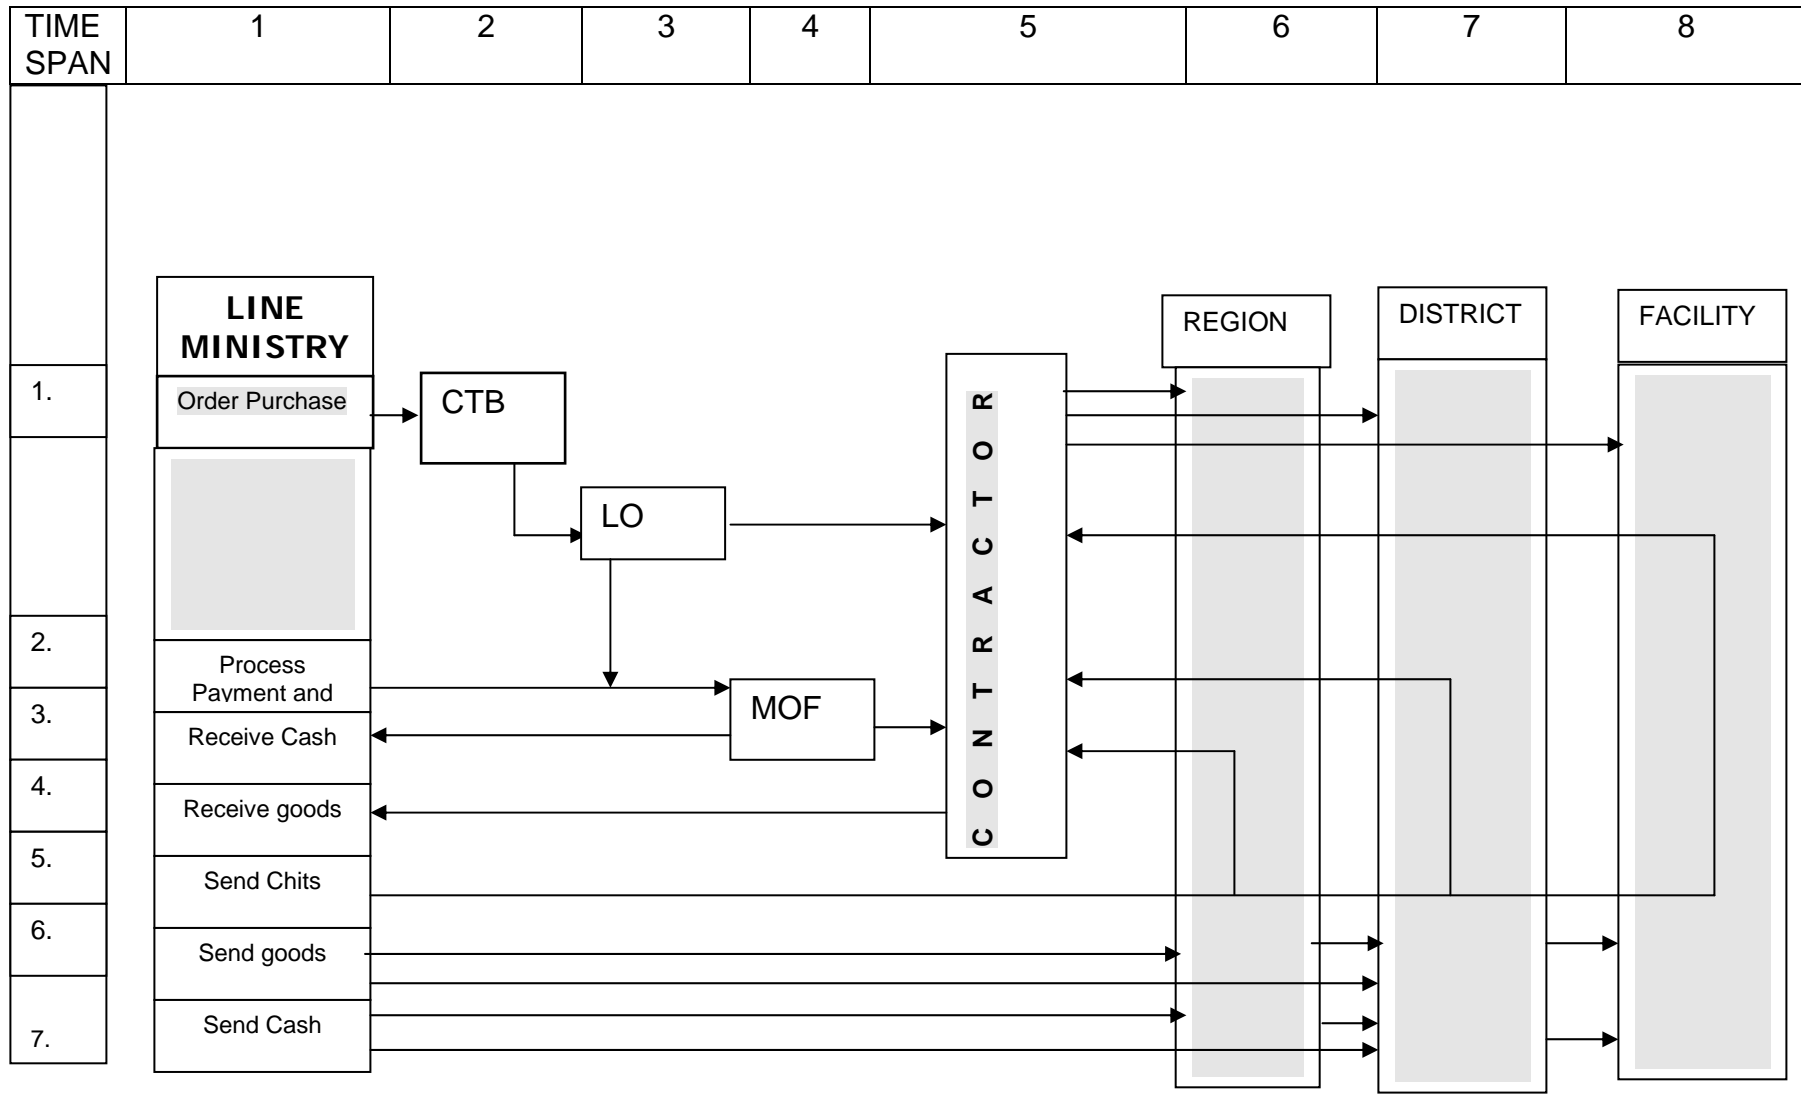 TIME SPAN 1 2 3 4 5 6 7 8
LINE
MINISTRY
REGION
DISTRICT
FACILITY
1.
Order Purchase
CTB
LO
CONTRACTOR
2.
Process
Payment and
MOF
3.
Receive Cash
4.
Receive goods
5.
Send Chits
6.
Send goods
7.
Send Cash